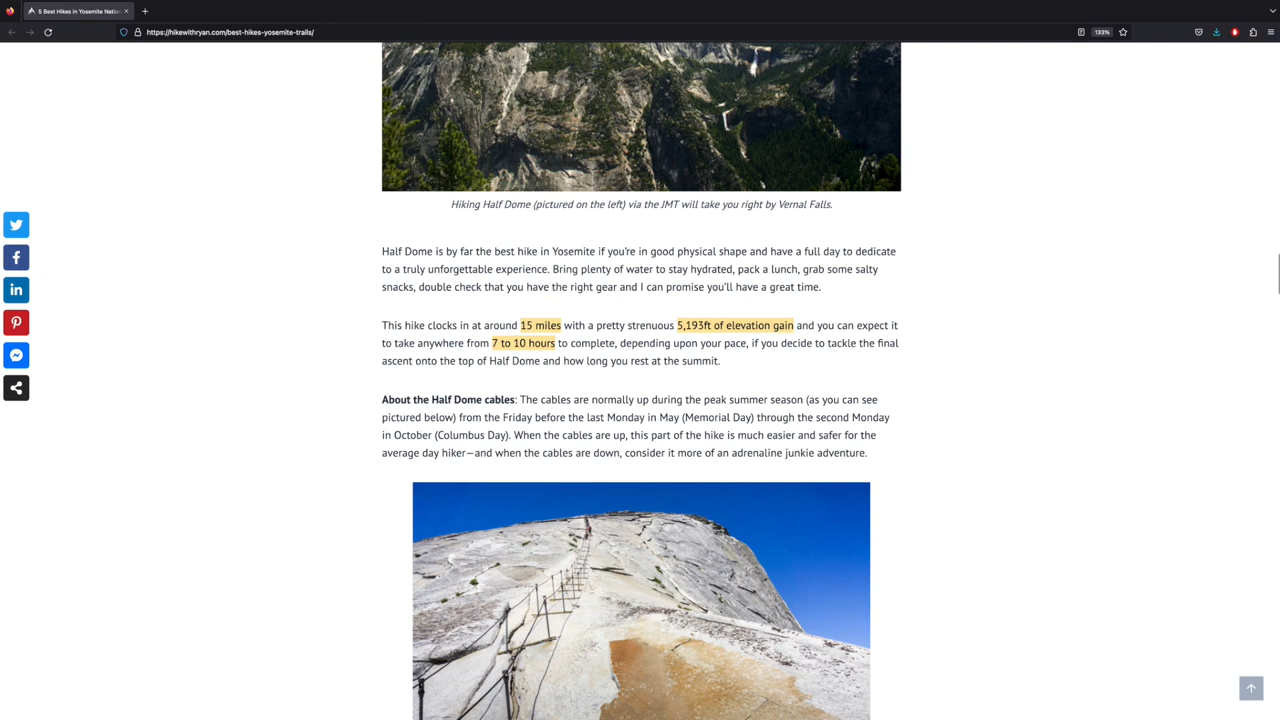 5 Best Hikes in Yosemite Nation
https://hikewithryan.com/best-hikes-yosemite-trails/
133%
Hiking Half Dome (pictured on the left) via the JMT will take you right by Vernal Falls.
Half Dome is by far the best hike in Yosemite if you're in good physical shape and have a full day to dedicate
to a truly unforgettable experience. Bring plenty of water to stay hydrated, pack a lunch, grab some salty
snacks, double check that you have the right gear and I can promise you'll have a great time.
This hike clocks in at around 15 miles with a pretty strenuous 5,193ft of elevation gain and you can expect it
to take anywhere from 7 to 10 hours to complete, depending upon your pace, if you decide to tackle the final
ascent onto the top of Half Dome and how long you rest at the summit.
About the Half Dome cables: The cables are normally up during the peak summer season (as you can see
pictured below) from the Friday before the last Monday in May (Memorial Day) through the second Monday
in October (Columbus Day). When the cables are up, this part of the hike is much easier and safer for the
average day hiker—and when the cables are down, consider it more of an adrenaline junkie adventure.